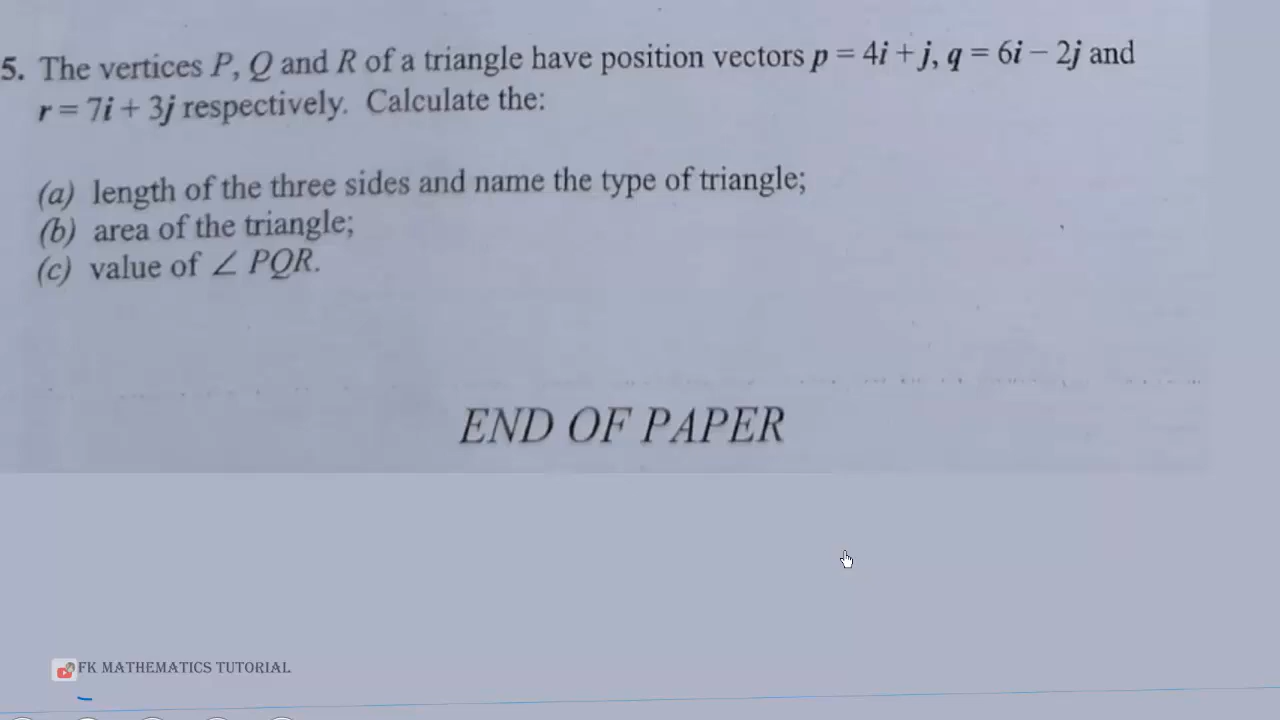 5. The vertices P, Q and R of a triangle have position vectors p = 4i + j, q = 6i − 2j and
r = 7i + 3j respectively. Calculate the:
(a) length of the three sides and name the type of triangle;
(b) area of the triangle;
(c) value of ∠ PQR.
END OF PAPER
FK MATHEMATICS TUTORIAL